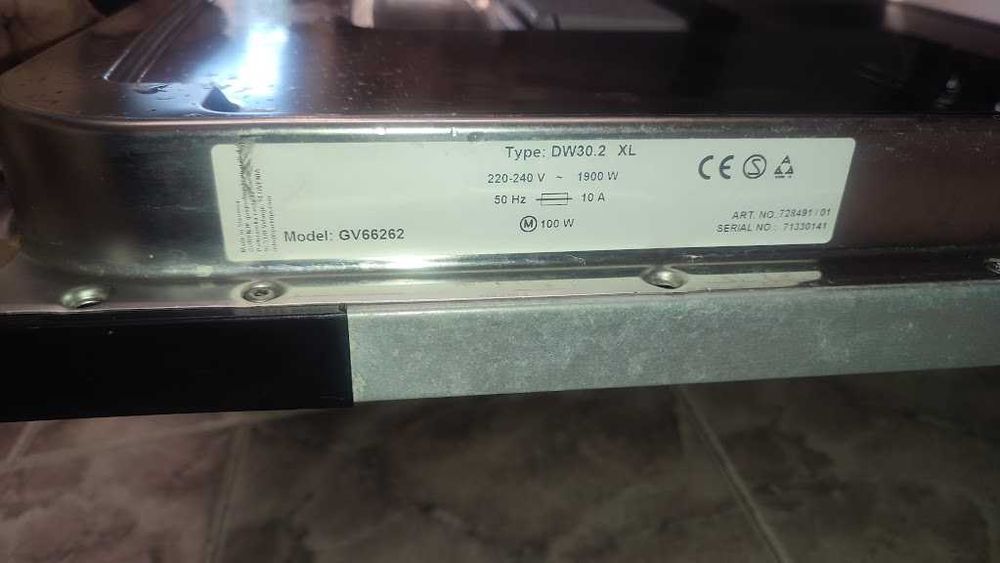 Type: DW30.2 XL
220-240 V ~ 1900 W
50 Hz 10 A
M 100 W
Model: GV66262
CE S
ART. NO.:728491 / 01
SERIAL NO.: 71330141